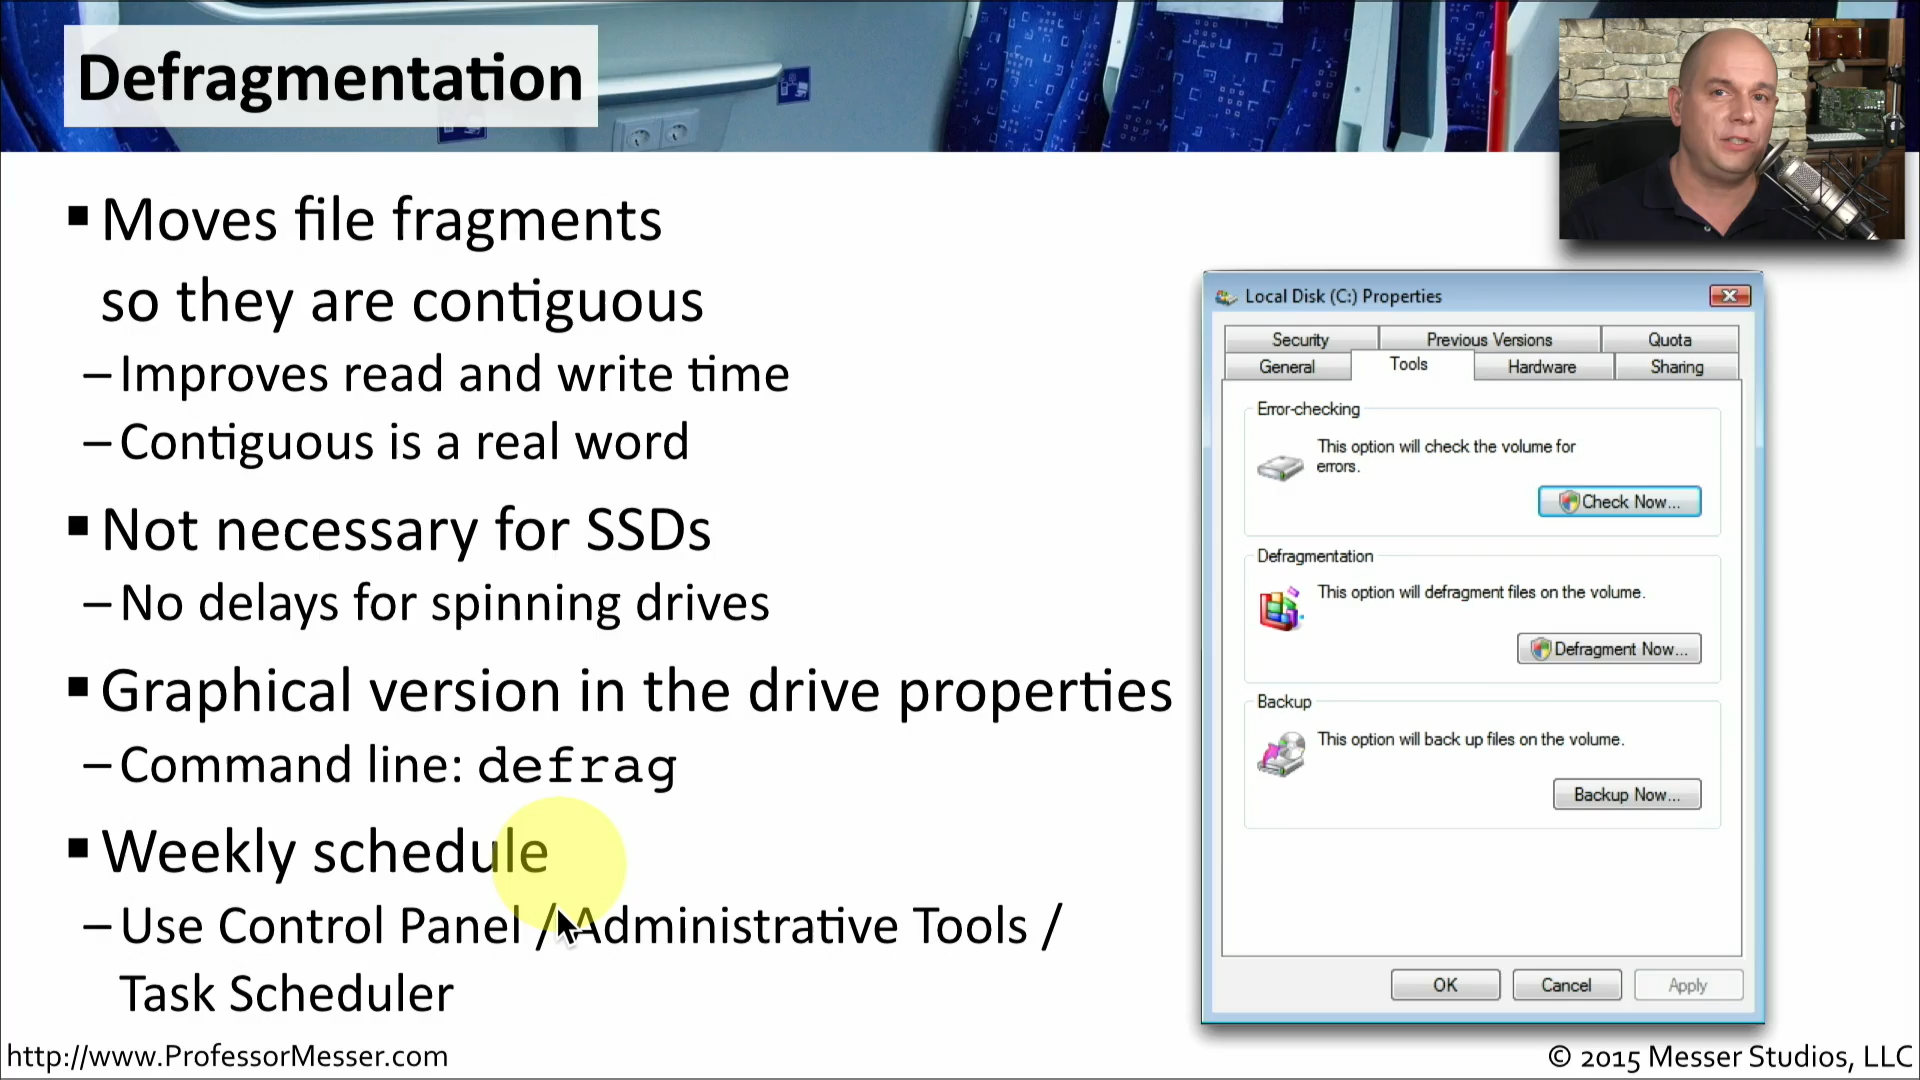 Defragmentation
▪ Moves file fragments
so they are contiguous
– Improves read and write time
– Contiguous is a real word
▪ Not necessary for SSDs
– No delays for spinning drives
▪ Graphical version in the drive properties
– Command line: defrag
▪ Weekly schedule
– Use Control Panel / Administrative Tools /
Task Scheduler
Local Disk (C:) Properties
Security Previous Versions Quota
General Tools Hardware Sharing
Error-checking
This option will check the volume for
errors.
Check Now...
Defragmentation
This option will defragment files on the volume.
Defragment Now...
Backup
This option will back up files on the volume.
Backup Now...
OK Cancel Apply
http://www.ProfessorMesser.com
© 2015 Messer Studios, LLC